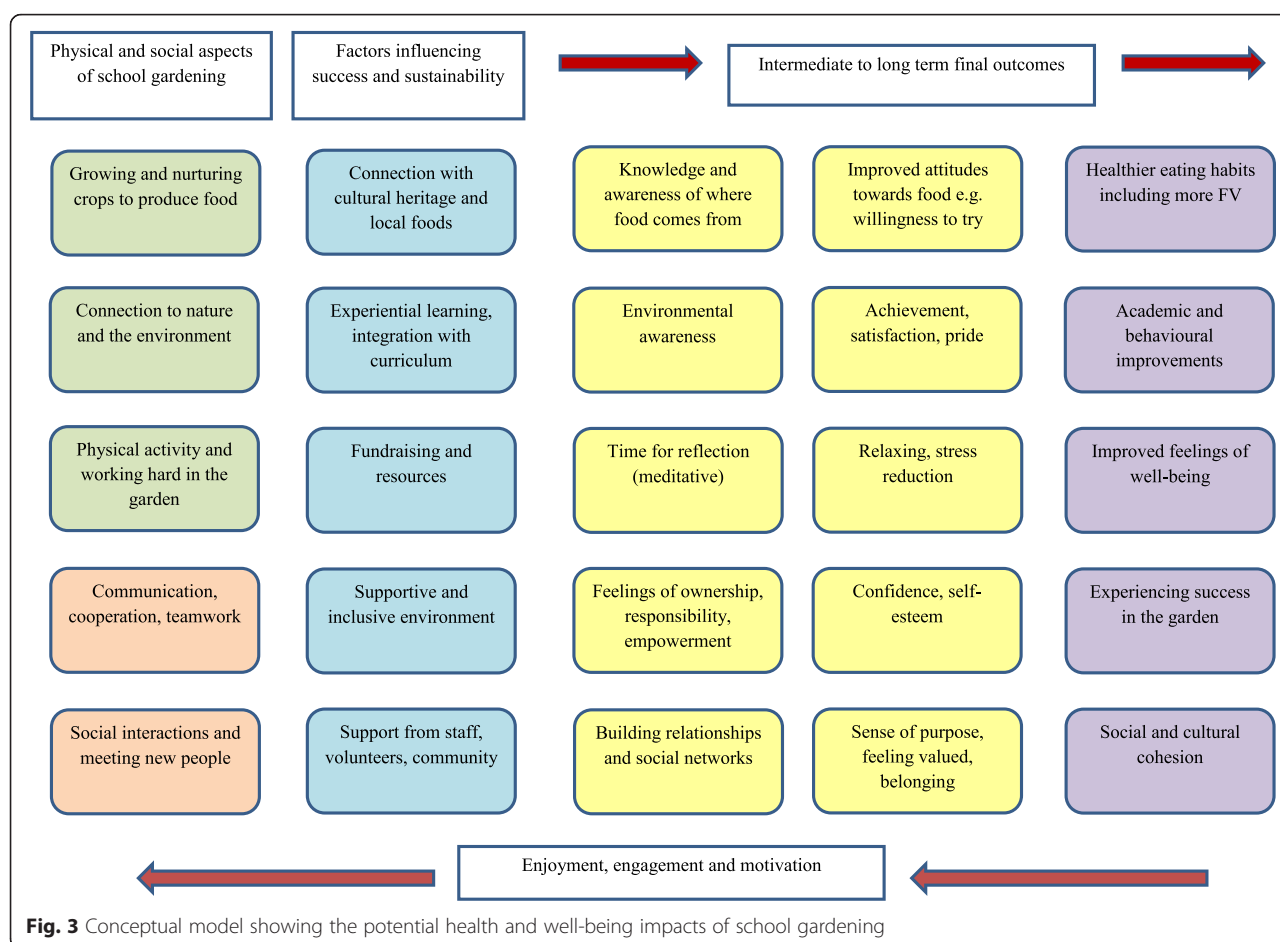 Physical and social aspects
of school gardening
Factors influencing
success and sustainability
Intermediate to long term final outcomes
Growing and nurturing
crops to produce food
Connection with
cultural heritage and
local foods
Knowledge and
awareness of where
food comes from
Improved attitudes
towards food e.g.
willingness to try
Healthier eating habits
including more FV
Connection to nature
and the environment
Experiential learning,
integration with
curriculum
Environmental
awareness
Achievement,
satisfaction, pride
Academic and
behavioural
improvements
Physical activity and
working hard in the
garden
Fundraising and
resources
Time for reflection
(meditative)
Relaxing, stress
reduction
Improved feelings of
well-being
Communication,
cooperation, teamwork
Supportive and
inclusive environment
Feelings of ownership,
responsibility,
empowerment
Confidence, self-
esteem
Experiencing success
in the garden
Social interactions and
meeting new people
Support from staff,
volunteers, community
Building relationships
and social networks
Sense of purpose,
feeling valued,
belonging
Social and cultural
cohesion
Enjoyment, engagement and motivation
Fig. 3 Conceptual model showing the potential health and well-being impacts of school gardening